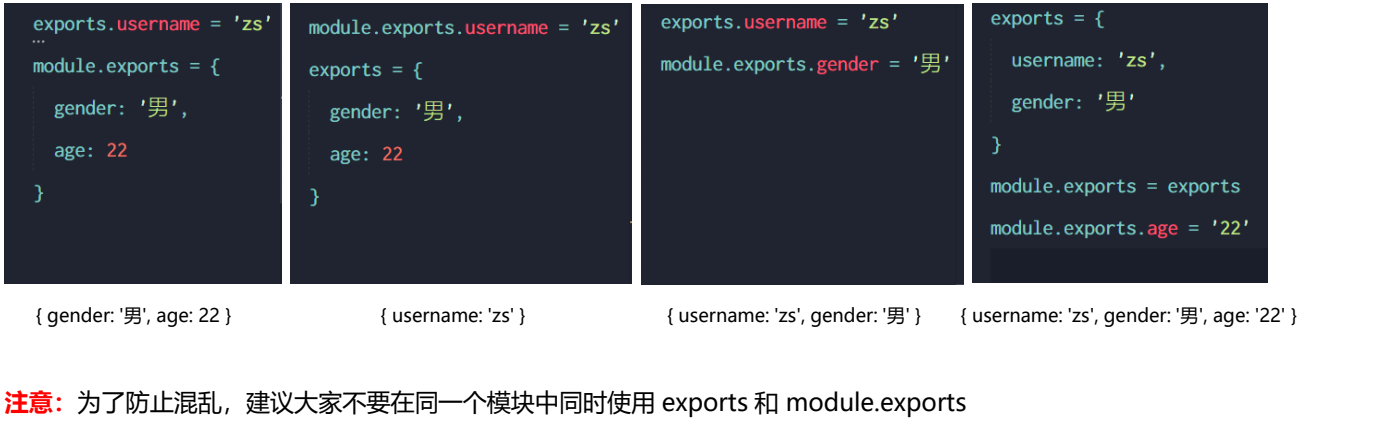 exports.username = 'zs'
...
module.exports = {
gender: '男',
age: 22
}
module.exports.username = 'zs'
exports = {
gender: '男',
age: 22
}
exports.username = 'zs'
module.exports.gender = '男'
exports = {
username: 'zs',
gender: '男'
}
module.exports = exports
module.exports.age = '22'
{ gender: '男', age: 22 }
{ username: 'zs' }
{ username: 'zs', gender: '男' }
{ username: 'zs', gender: '男', age: '22' }
注意：为了防止混乱，建议大家不要在同一个模块中同时使用 exports 和 module.exports